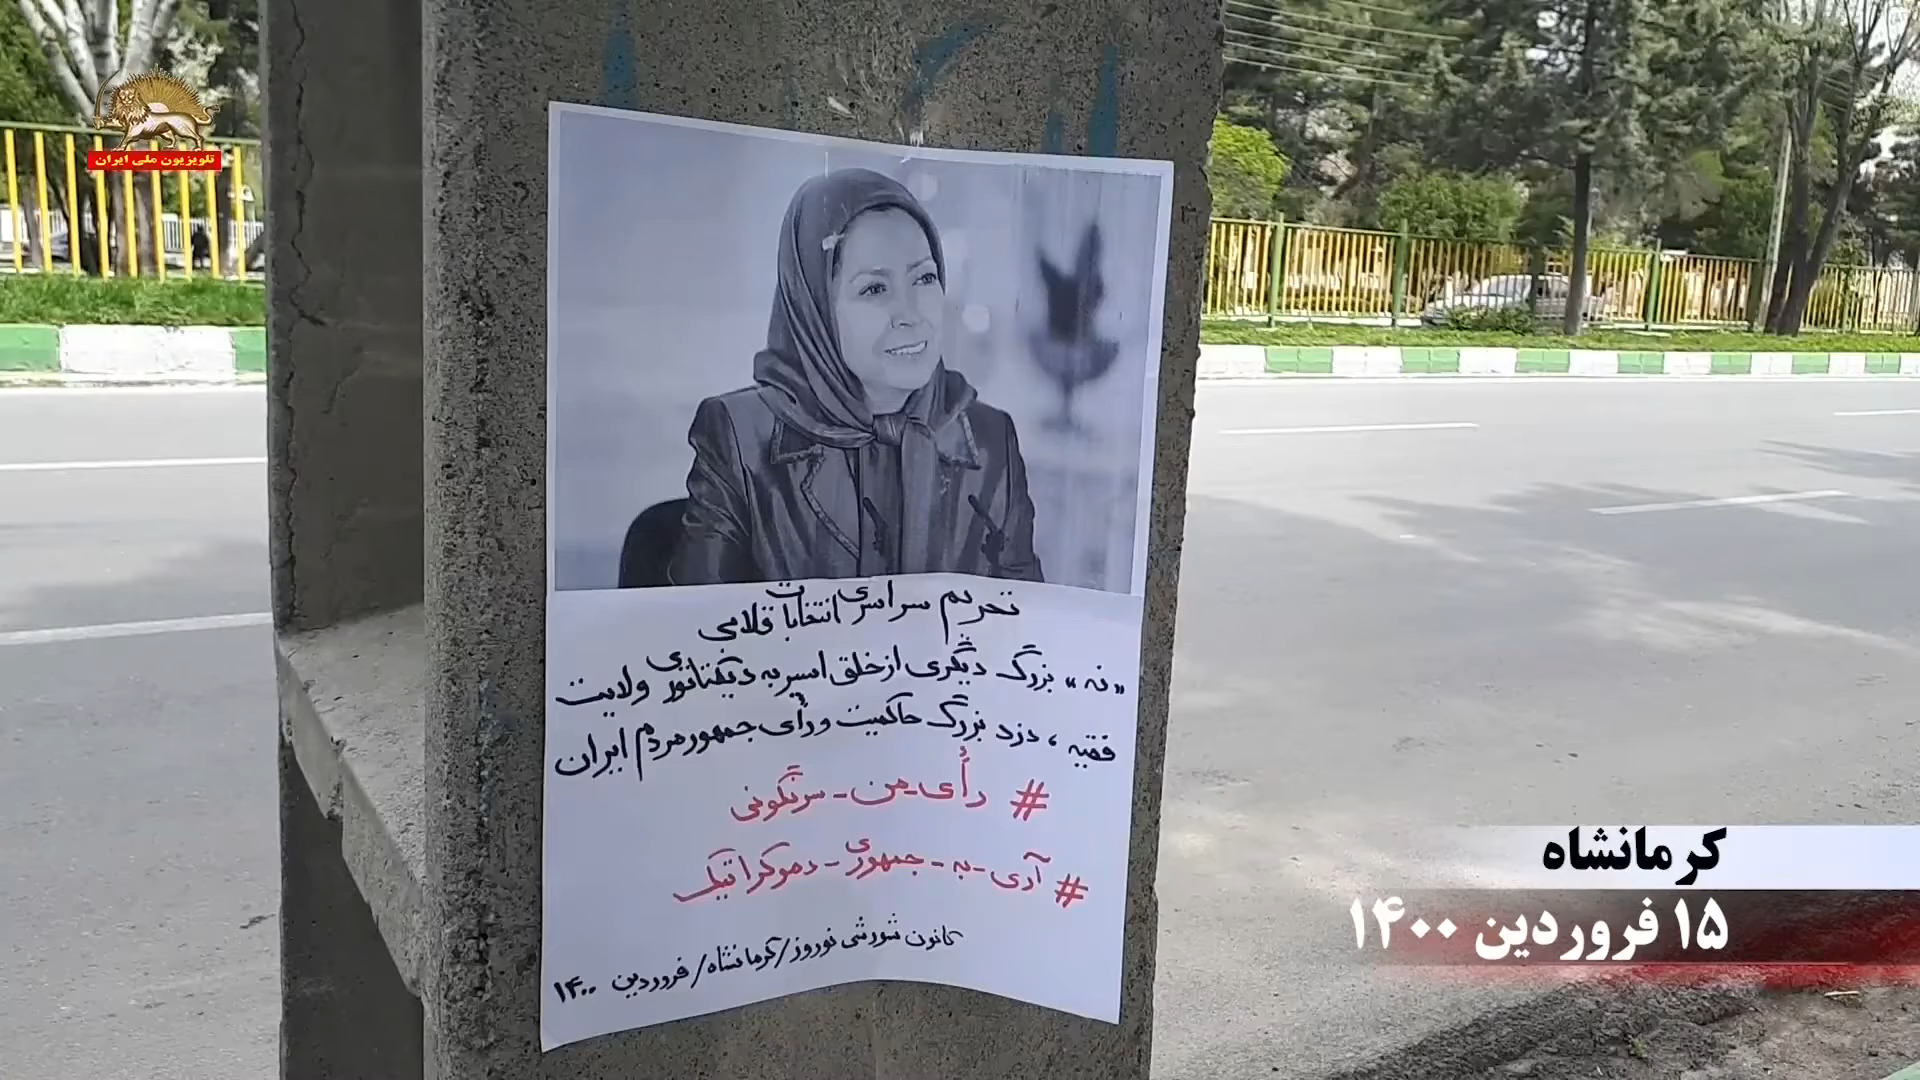 تلویزیون ملی ایران
تحریم سراسری انتخابات قلابی
«نه» بزرگ دیگری از خلق اسیر به دیکتاتوری ولایت
فقیه، دزد بزرگ حاکمیت و رأی جمهور مردم ایران
# رأی-من-سرنگونی
# آری-به-جمهوری-دموکراتیک
کانون شورشی نوروز/کرمانشاه/فروردین ۱۴۰۰
کرمانشاه
۱۵ فروردین ۱۴۰۰